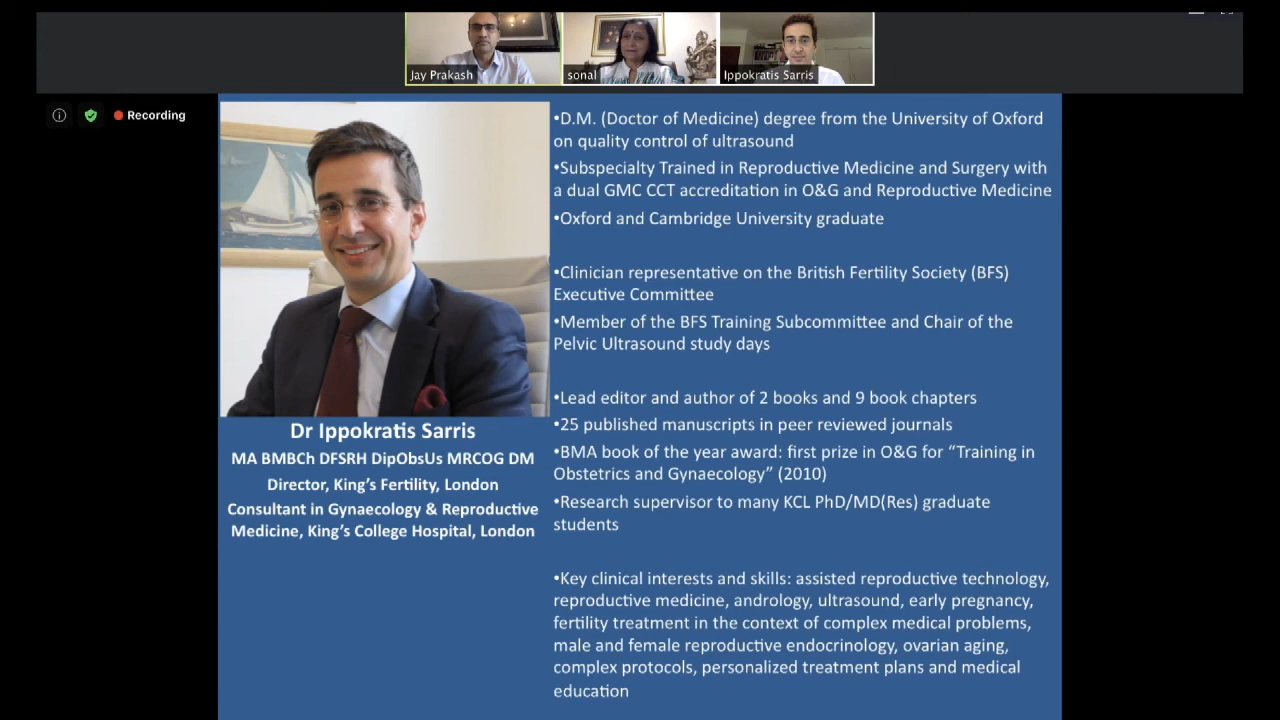 Jay Prakash
sonal
Ippokratis Sarris
Recording
•D.M. (Doctor of Medicine) degree from the University of Oxford
on quality control of ultrasound
•Subspecialty Trained in Reproductive Medicine and Surgery with
a dual GMC CCT accreditation in O&G and Reproductive Medicine
•Oxford and Cambridge University graduate
•Clinician representative on the British Fertility Society (BFS)
Executive Committee
•Member of the BFS Training Subcommittee and Chair of the
Pelvic Ultrasound study days
•Lead editor and author of 2 books and 9 book chapters
•25 published manuscripts in peer reviewed journals
•BMA book of the year award: first prize in O&G for “Training in
Obstetrics and Gynaecology” (2010)
•Research supervisor to many KCL PhD/MD(Res) graduate
students
•Key clinical interests and skills: assisted reproductive technology,
reproductive medicine, andrology, ultrasound, early pregnancy,
fertility treatment in the context of complex medical problems,
male and female reproductive endocrinology, ovarian aging,
complex protocols, personalized treatment plans and medical
education
Dr Ippokratis Sarris
MA BMBCh DFSRH DipObsUs MRCOG DM
Director, King’s Fertility, London
Consultant in Gynaecology & Reproductive
Medicine, King’s College Hospital, London